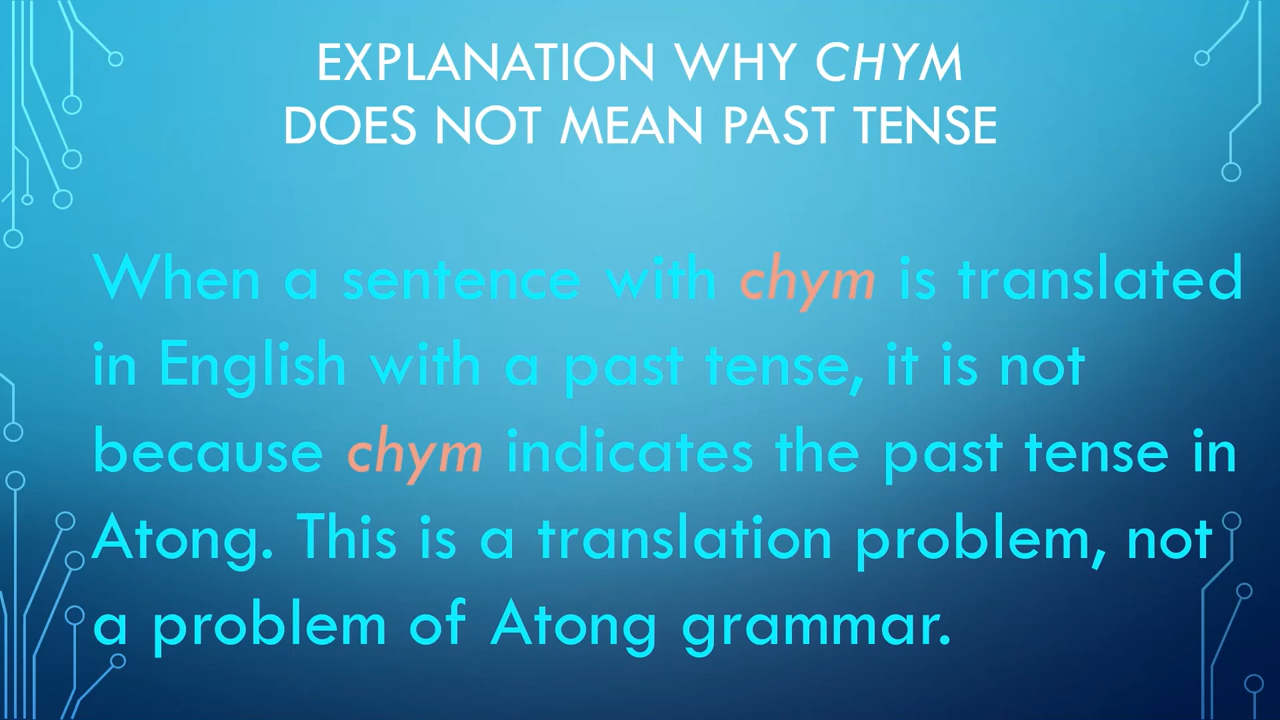 EXPLANATION WHY CHYM
DOES NOT MEAN PAST TENSE
When a sentence with chym is translated
in English with a past tense, it is not
because chym indicates the past tense in
Atong. This is a translation problem, not
a problem of Atong grammar.